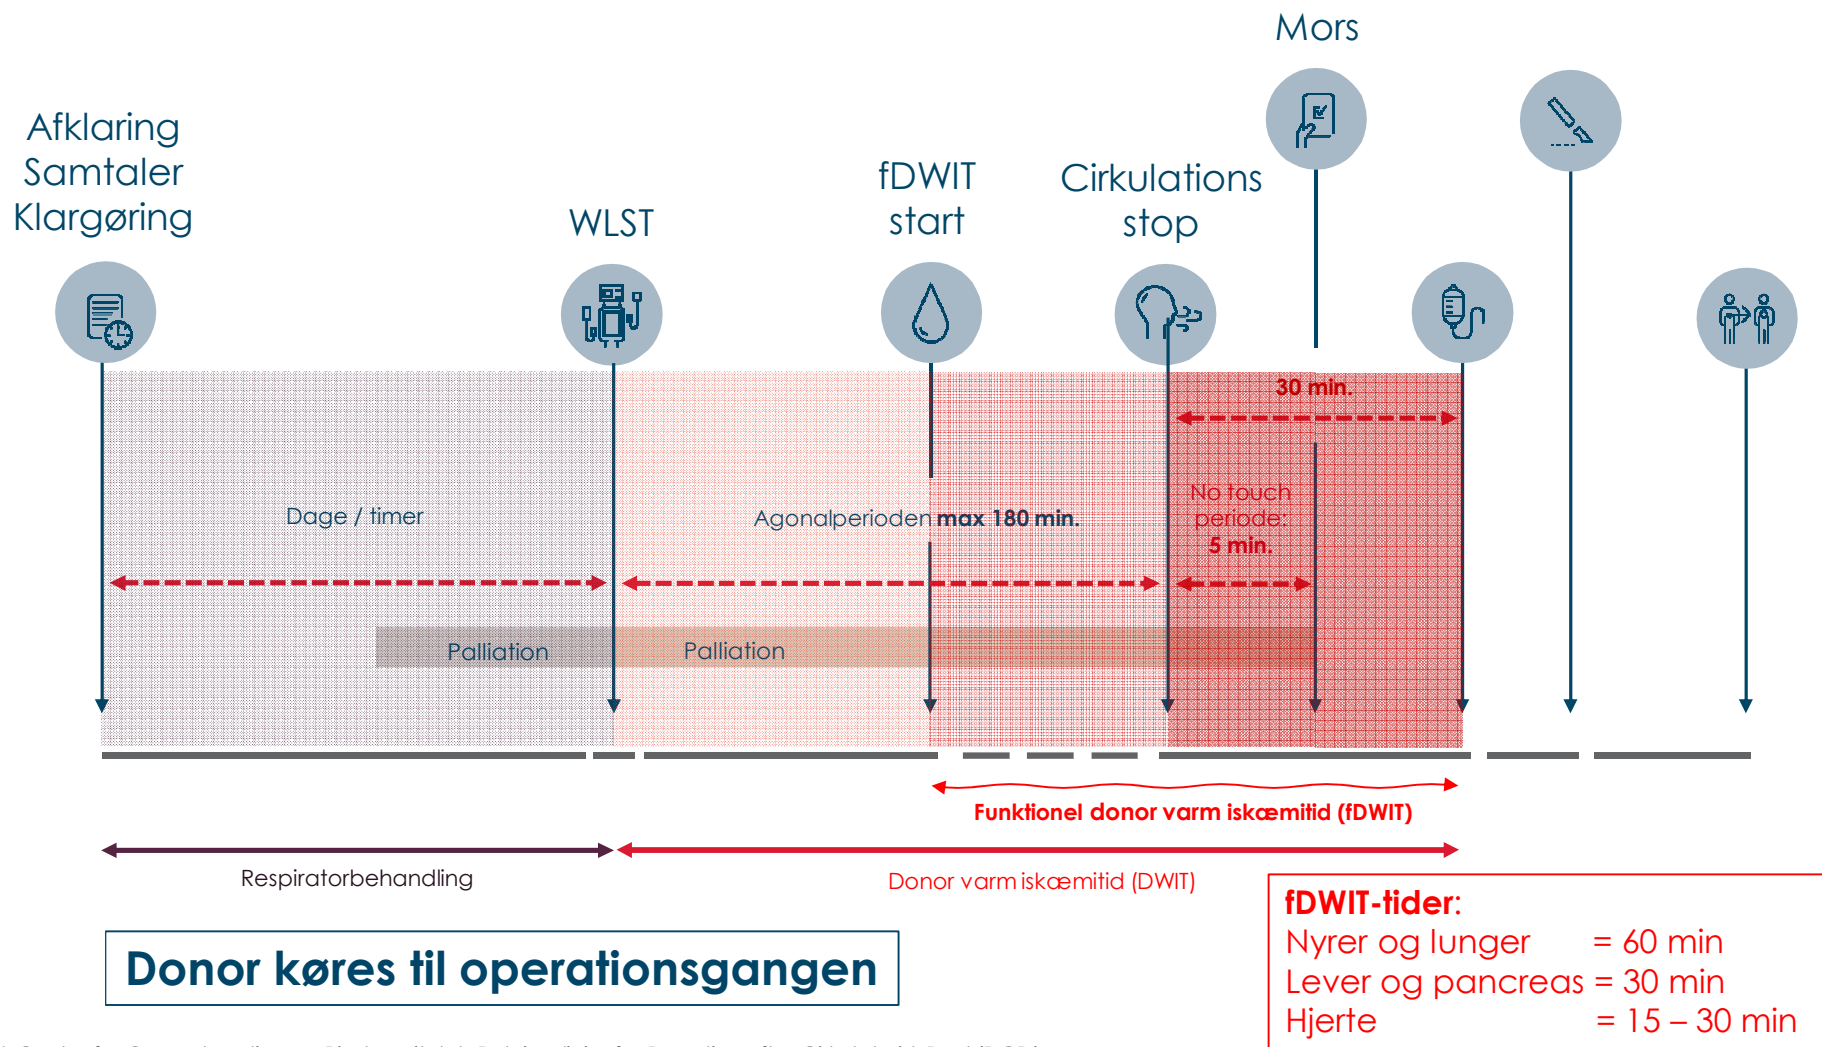 Mors
Afklaring
Samtaler
Klargøring
WLST
fDWIT
start
Cirkulations
stop
30 min.
Dage / timer
Agonalperioden max 180 min.
No touch
periode:
5 min.
Palliation
Palliation
Funktionel donor varm iskæmitid (fDWIT)
Respiratorbehandling
Donor varm iskæmitid (DWIT)
Donor køres til operationsgangen
fDWIT-tider:
Nyrer og lunger = 60 min
Lever og pancreas = 30 min
Hjerte = 15 – 30 min